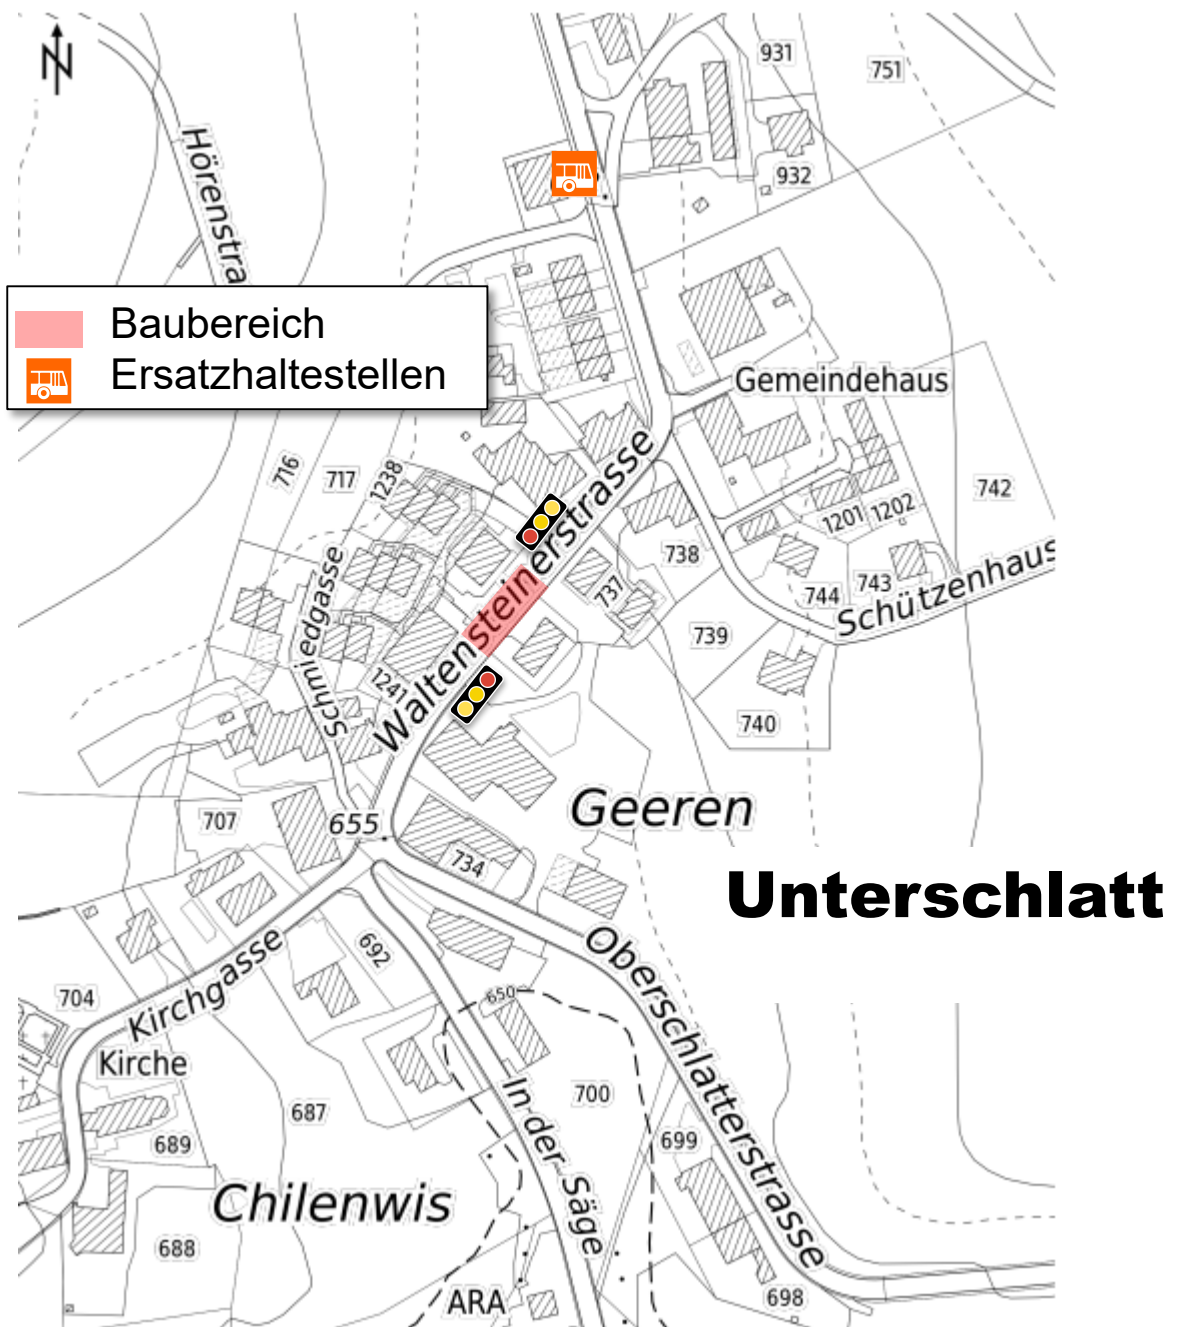 N
931
751
Hörenstra
932
Baubereich
Ersatzhaltestellen
Gemeindehaus
716
717
1238
742
1201
1202
Waltensteinerstrasse
738
737
744
743
Schützenhaus
Schmiedgasse
739
1241
740
Geeren
707
655
734
Unterschlatt
692
Oberschlatterstrasse
704
Kirchgasse
650
Kirche
687
700
In der Säge
689
699
Chilenwis
688
ARA
698